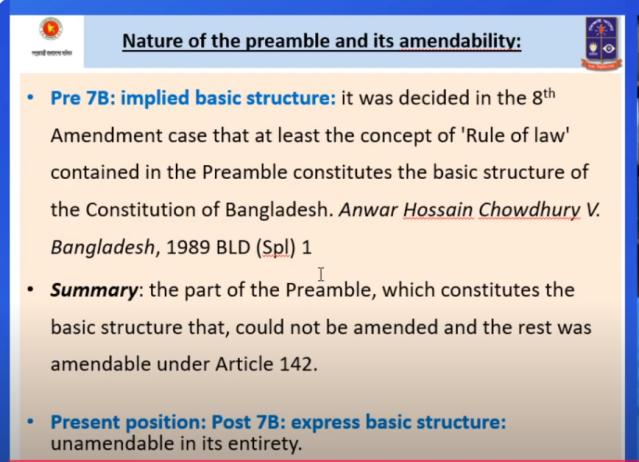 Nature of the preamble and its amendability:
• Pre 7B: implied basic structure: it was decided in the 8th
Amendment case that at least the concept of 'Rule of law'
contained in the Preamble constitutes the basic structure of
the Constitution of Bangladesh. Anwar Hossain Chowdhury V.
Bangladesh, 1989 BLD (Spl) 1
• Summary: the part of the Preamble, which constitutes the
basic structure that, could not be amended and the rest was
amendable under Article 142.
• Present position: Post 7B: express basic structure:
unamendable in its entirety.